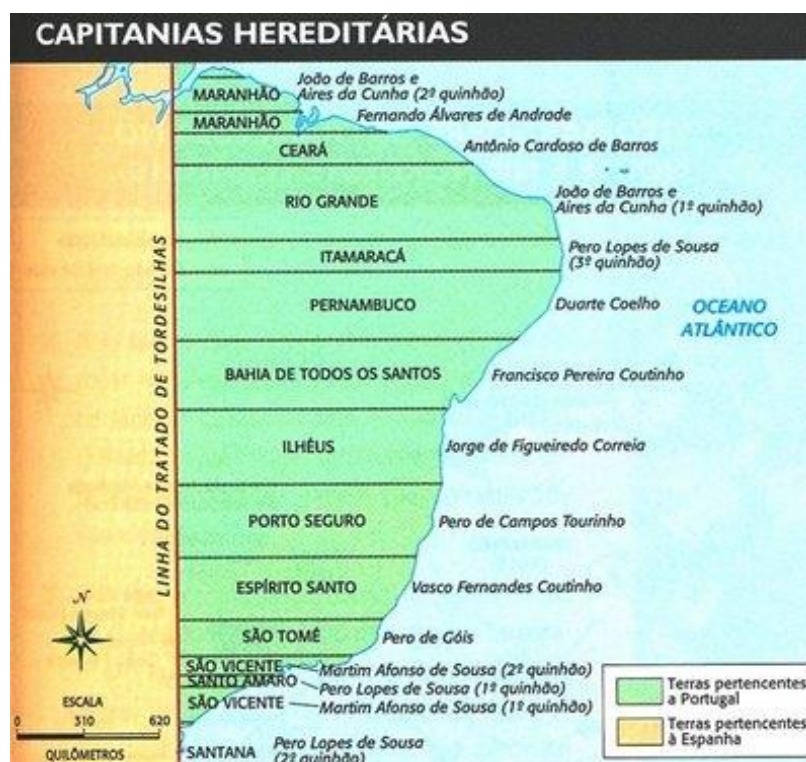 CAPITANIAS HEREDITÁRIAS
João de Barros e
Aires da Cunha (2º quinhão)
MARANHÃO
Fernando Álvares de Andrade
MARANHÃO
Antônio Cardoso de Barros
CEARÁ
João de Barros e
Aires da Cunha (1º quinhão)
RIO GRANDE
Pero Lopes de Sousa
(3º quinhão)
ITAMARACÁ
PERNAMBUCO
Duarte Coelho
OCEANO
ATLÂNTICO
LINHA DO TRATADO DE TORDESILHAS
BAHIA DE TODOS OS SANTOS
Francisco Pereira Coutinho
ILHÉUS
Jorge de Figueiredo Correia
PORTO SEGURO
Pero de Campos Tourinho
ESPÍRITO SANTO
Vasco Fernandes Coutinho
N
SÃO TOMÉ
Pero de Góis
SÃO VICENTE
Martim Afonso de Sousa (2º quinhão)
SANTO AMARO
Pero Lopes de Sousa (1º quinhão)
SÃO VICENTE
Martim Afonso de Sousa (1º quinhão)
SANTANA
Pero Lopes de Sousa
(2º quinhão)
ESCALA
0 310 620
QUILÔMETROS
Terras pertencentes
a Portugal
Terras pertencentes
à Espanha